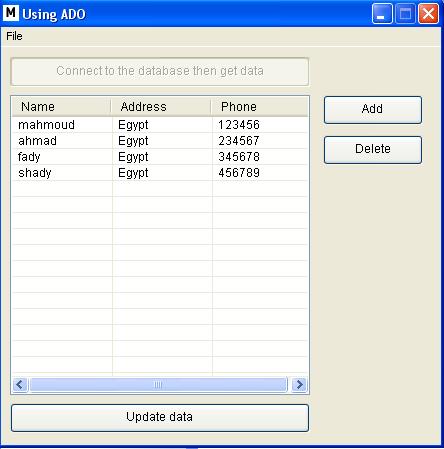 M Using ADO
File
Connect to the database then get data
Name Address Phone
mahmoud Egypt 123456
ahmad Egypt 234567
fady Egypt 345678
shady Egypt 456789
Add
Delete
Update data